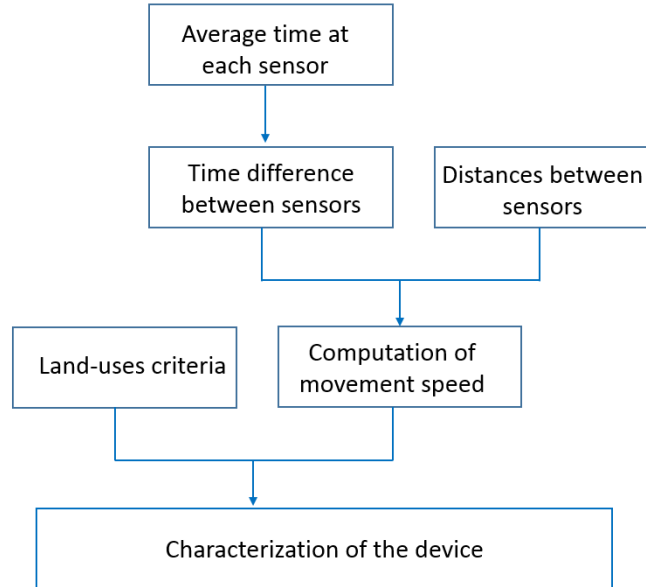 Average time at
each sensor
Time difference
between sensors
Distances between
sensors
Land-uses criteria
Computation of
movement speed
Characterization of the device